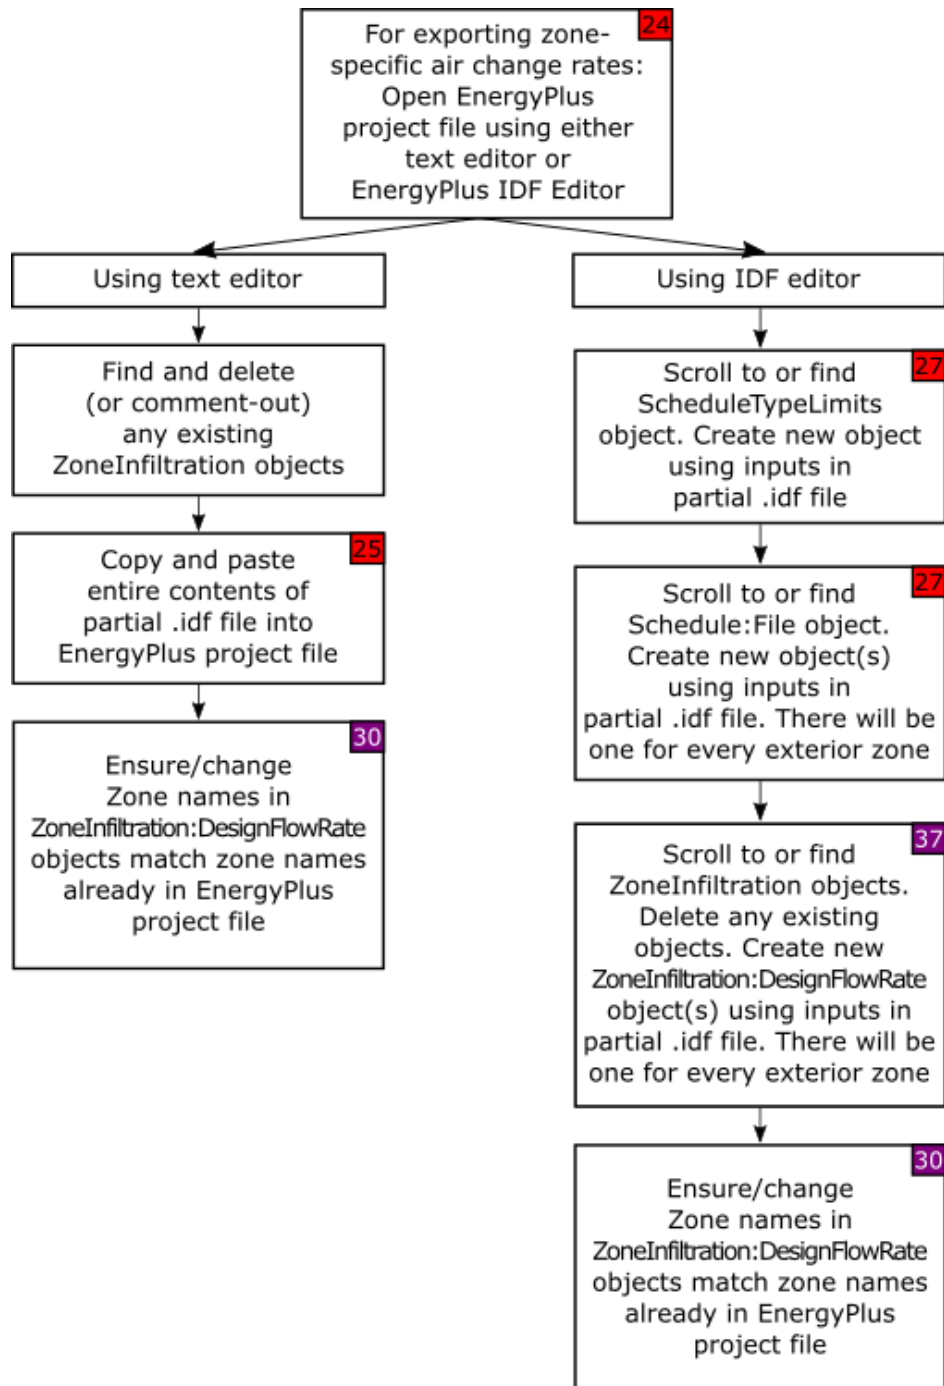 24
For exporting zone-
specific air change rates:
Open EnergyPlus
project file using either
text editor or
EnergyPlus IDF Editor
Using text editor
Find and delete
(or comment-out)
any existing
ZoneInfiltration objects
25
Copy and paste
entire contents of
partial .idf file into
EnergyPlus project file
30
Ensure/change
Zone names in
ZoneInfiltration:DesignFlowRate
objects match zone names
already in EnergyPlus
project file
Using IDF editor
27
Scroll to or find
ScheduleTypeLimits
object. Create new object
using inputs in
partial .idf file
27
Scroll to or find
Schedule:File object.
Create new object(s)
using inputs in
partial .idf file. There will be
one for every exterior zone
37
Scroll to or find
ZoneInfiltration objects.
Delete any existing
objects. Create new
ZoneInfiltration:DesignFlowRate
object(s) using inputs in
partial .idf file. There will be
one for every exterior zone
30
Ensure/change
Zone names in
ZoneInfiltration:DesignFlowRate
objects match zone names
already in EnergyPlus
project file